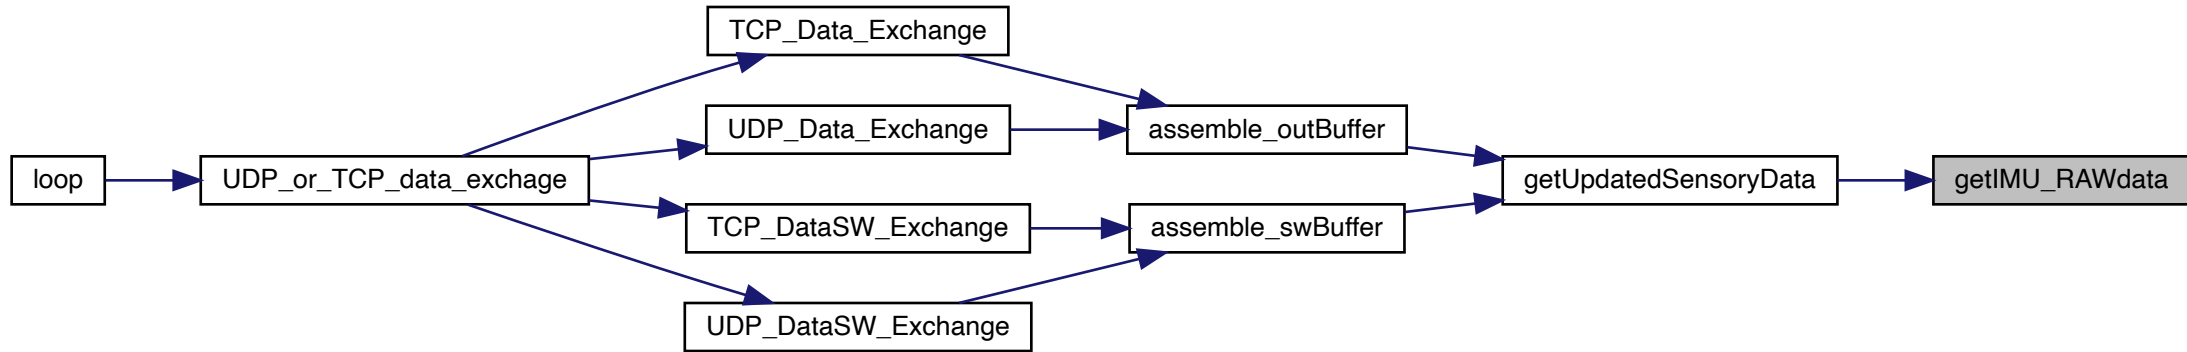 loop
UDP_or_TCP_data_exchage
TCP_Data_Exchange
UDP_Data_Exchange
TCP_DataSW_Exchange
UDP_DataSW_Exchange
assemble_outBuffer
assemble_swBuffer
getUpdatedSensoryData
getIMU_RAWdata